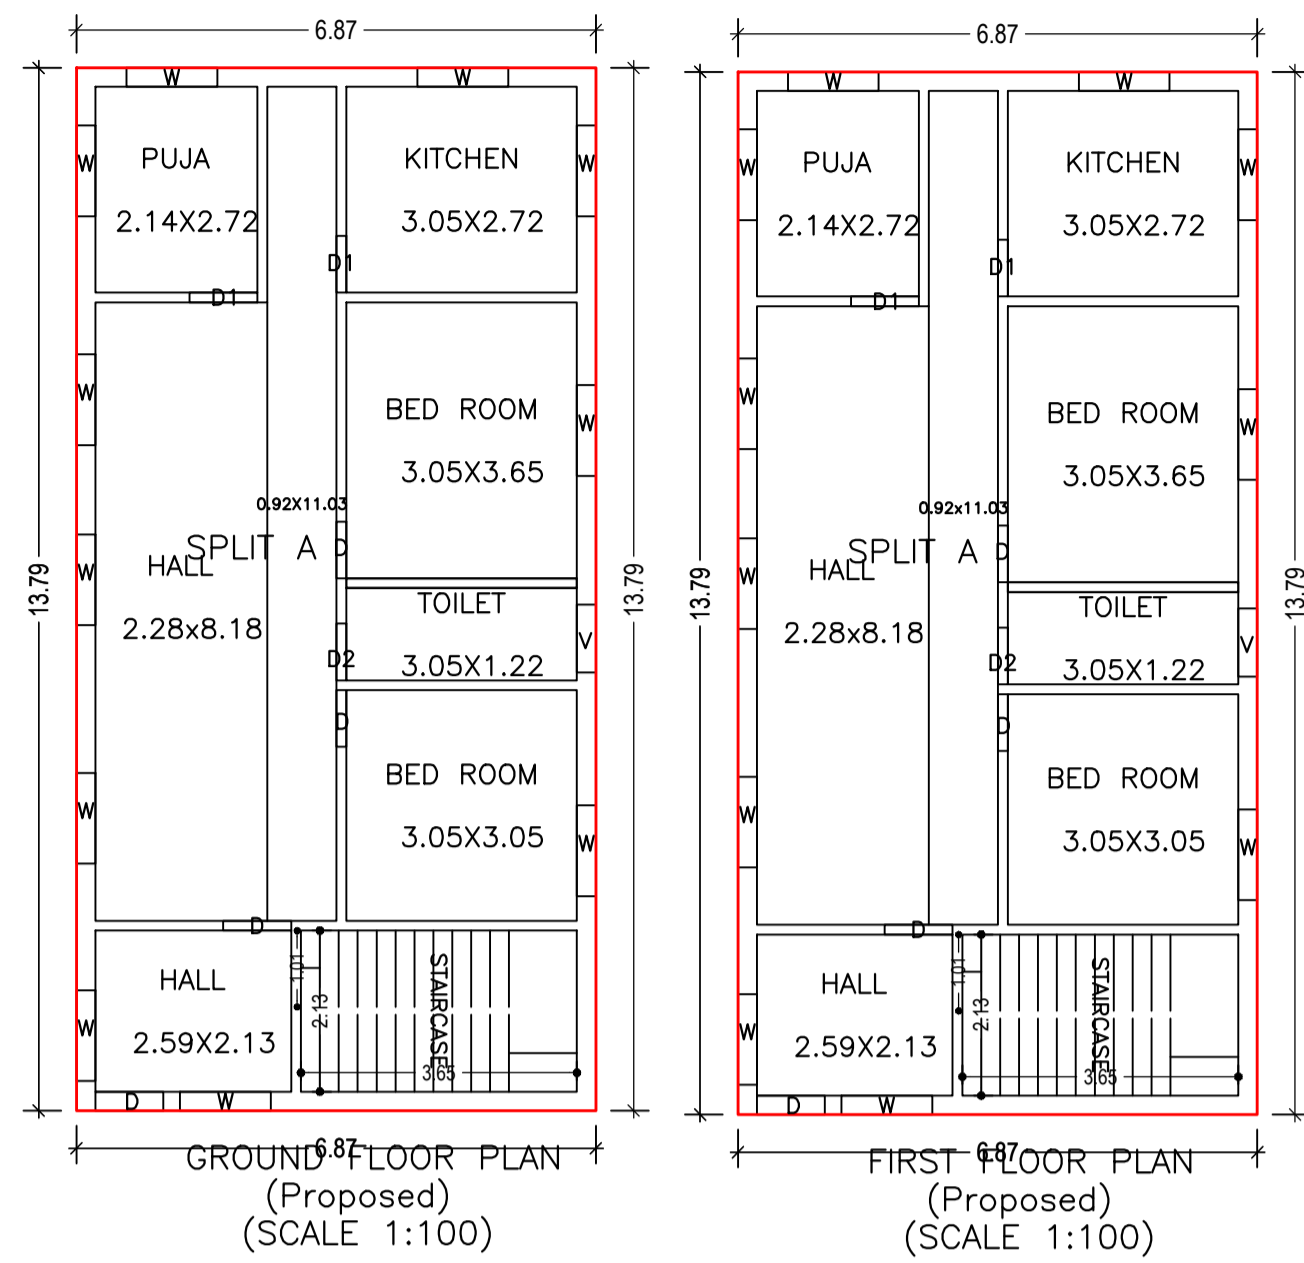 6.87
W W
W PUJA KITCHEN W
2.14X2.72 3.05X2.72
D1
D1
W
BED ROOM
W
3.05X3.65
0.92X11.03
SPLIT A D
W HALL
13.79
13.79
TOILET
2.28x8.18
V
D2 3.05X1.22
D
BED ROOM
W
3.05X3.05
W
D
HALL
1.01
2.13
STAIRCASE
W
2.59X2.13
3.65
D W
6.87
GROUND FLOOR PLAN
(Proposed)
(SCALE 1:100)
6.87
W W
W PUJA KITCHEN W
2.14X2.72 3.05X2.72
D1
D1
W
BED ROOM
W
3.05X3.65
0.92x11.03
SPLIT A D
W HALL
13.79
13.79
TOILET
2.28x8.18
V
D2 3.05X1.22
D
BED ROOM
W
3.05X3.05
W
D
HALL
1.01
2.13
STAIRCASE
W
2.59X2.13
3.65
D W
6.87
FIRST FLOOR PLAN
(Proposed)
(SCALE 1:100)